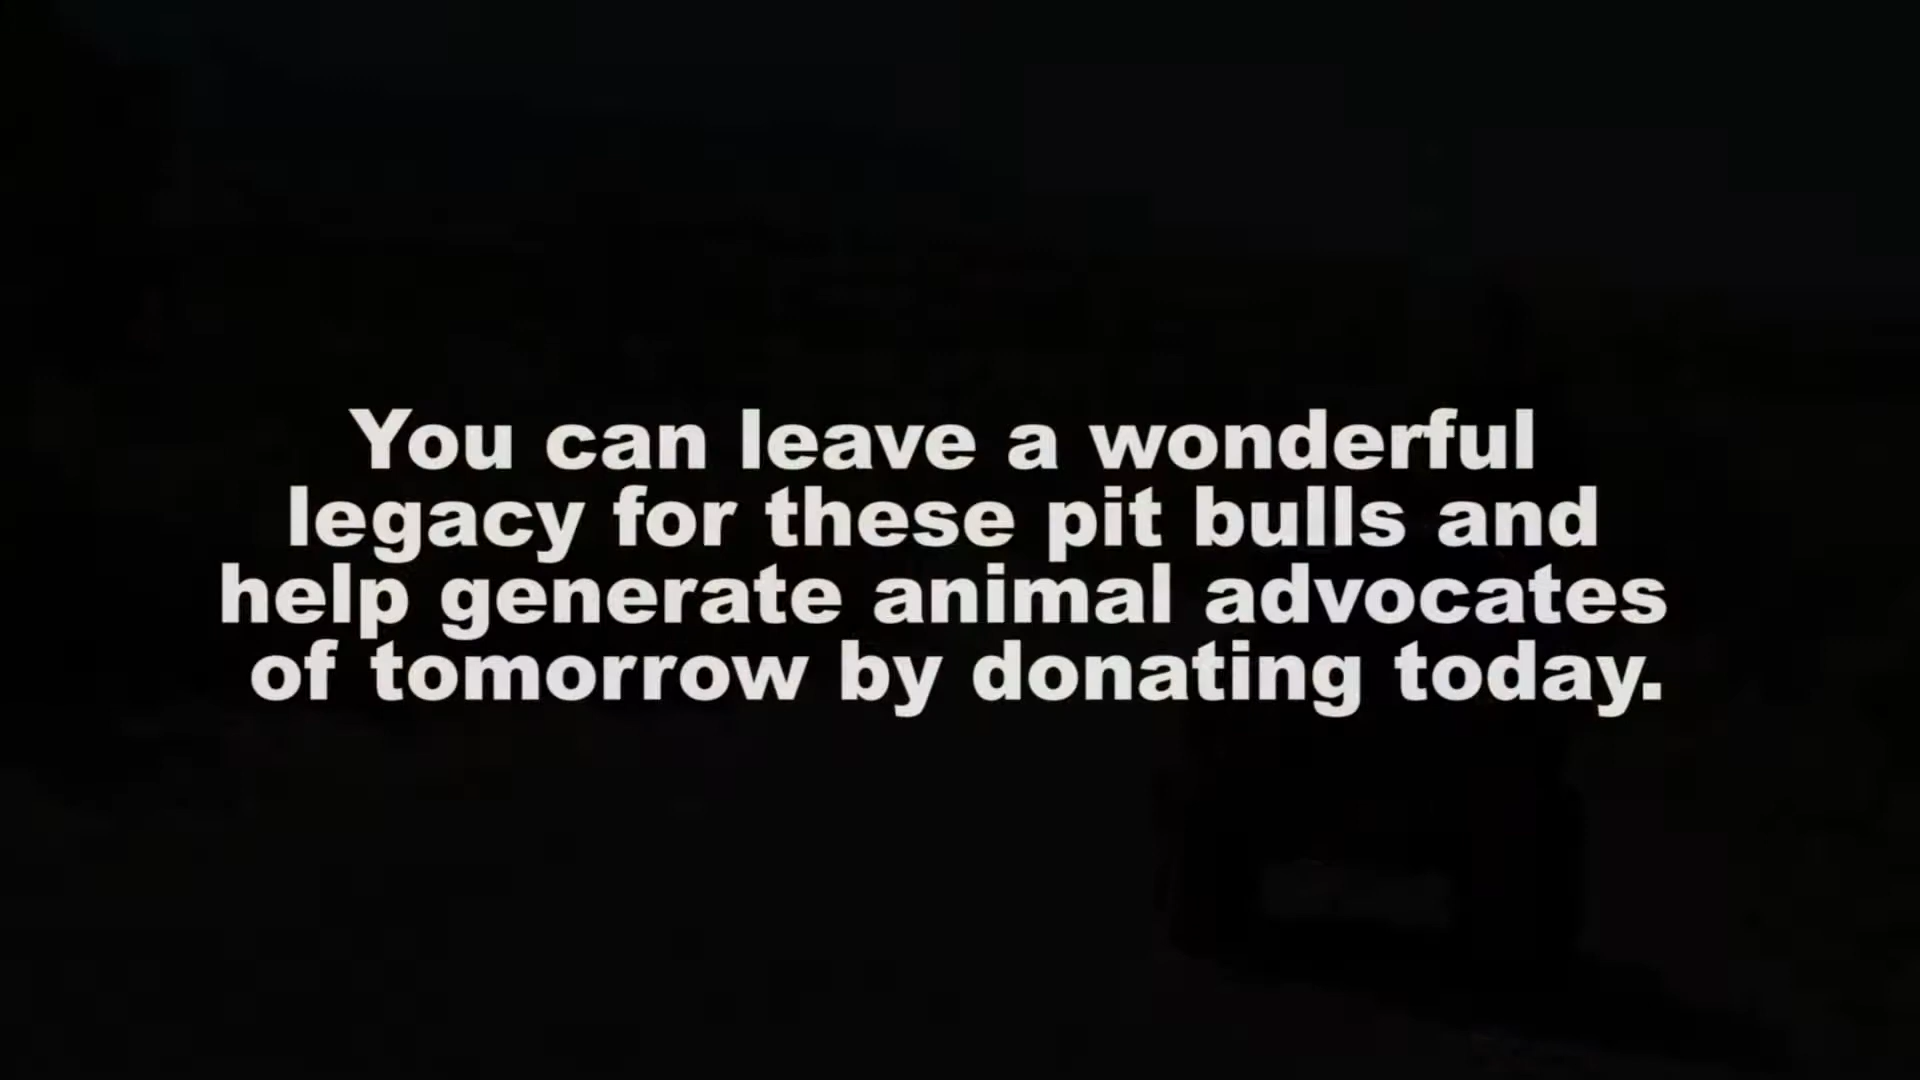 You can leave a wonderful
legacy for these pit bulls and
help generate animal advocates
of tomorrow by donating today.